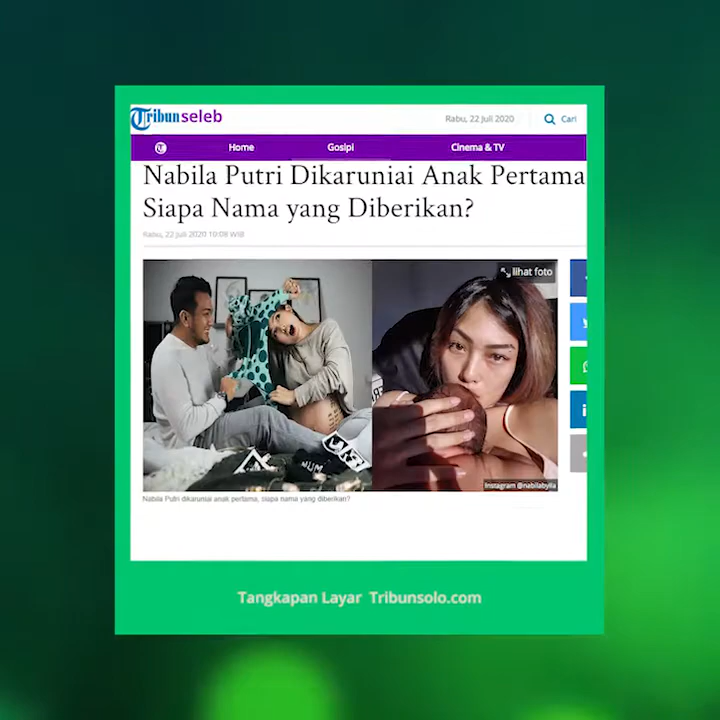 Tribunseleb
Rabu, 22 Juli 2020
Cari
Home
Gosipi
Cinema & TV
Nabila Putri Dikaruniai Anak Pertama
Siapa Nama yang Diberikan?
Rabu, 22 Juli 2020 10:08 WIB
lihat foto
NUM
Instagram @nabilabylla
Nabila Putri dikaruniai anak pertama, siapa nama yang diberikan?
Tangkapan Layar Tribunsolo.com